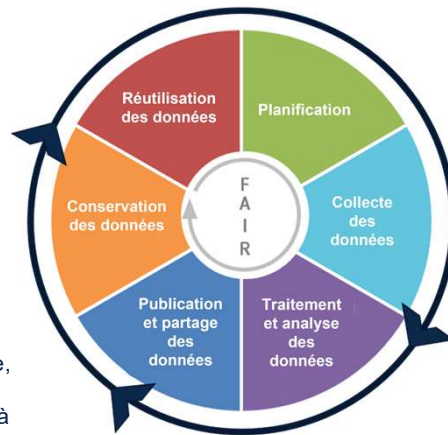 Réutilisation
des données
Planification
Collecte
des
données
Traitement
et analyse
des
données
Publication
et partage
des
données
Conservation
des données
F
A
I
R
e,
à